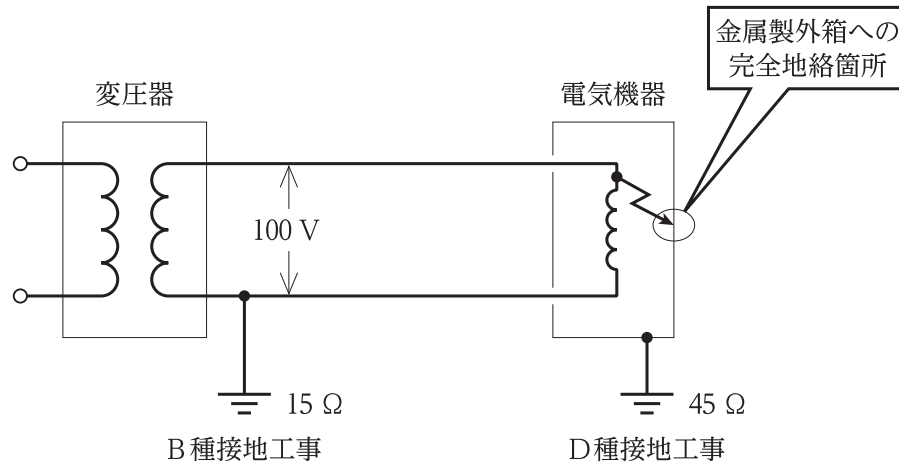 金属製外箱への
完全地絡箇所
変圧器
電気機器
100 V
15 Ω
45 Ω
B種接地工事
D種接地工事